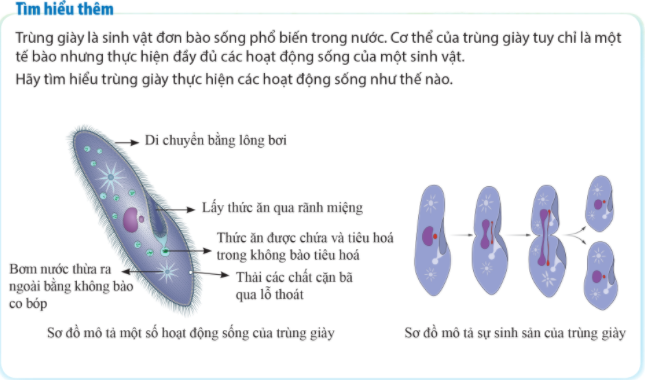 Tìm hiểu thêm
Trùng giày là sinh vật đơn bào sống phổ biến trong nước. Cơ thể của trùng giày tuy chỉ là một
tế bào nhưng thực hiện đầy đủ các hoạt động sống của một sinh vật.
Hãy tìm hiểu trùng giày thực hiện các hoạt động sống như thế nào.
Di chuyển bằng lông bơi
Lấy thức ăn qua rãnh miệng
Thức ăn được chứa và tiêu hoá
trong không bào tiêu hoá
Thải các chất cặn bã
qua lỗ thoát
Bơm nước thừa ra
ngoài bằng không bào
co bóp
Sơ đồ mô tả một số hoạt động sống của trùng giày
Sơ đồ mô tả sự sinh sản của trùng giày